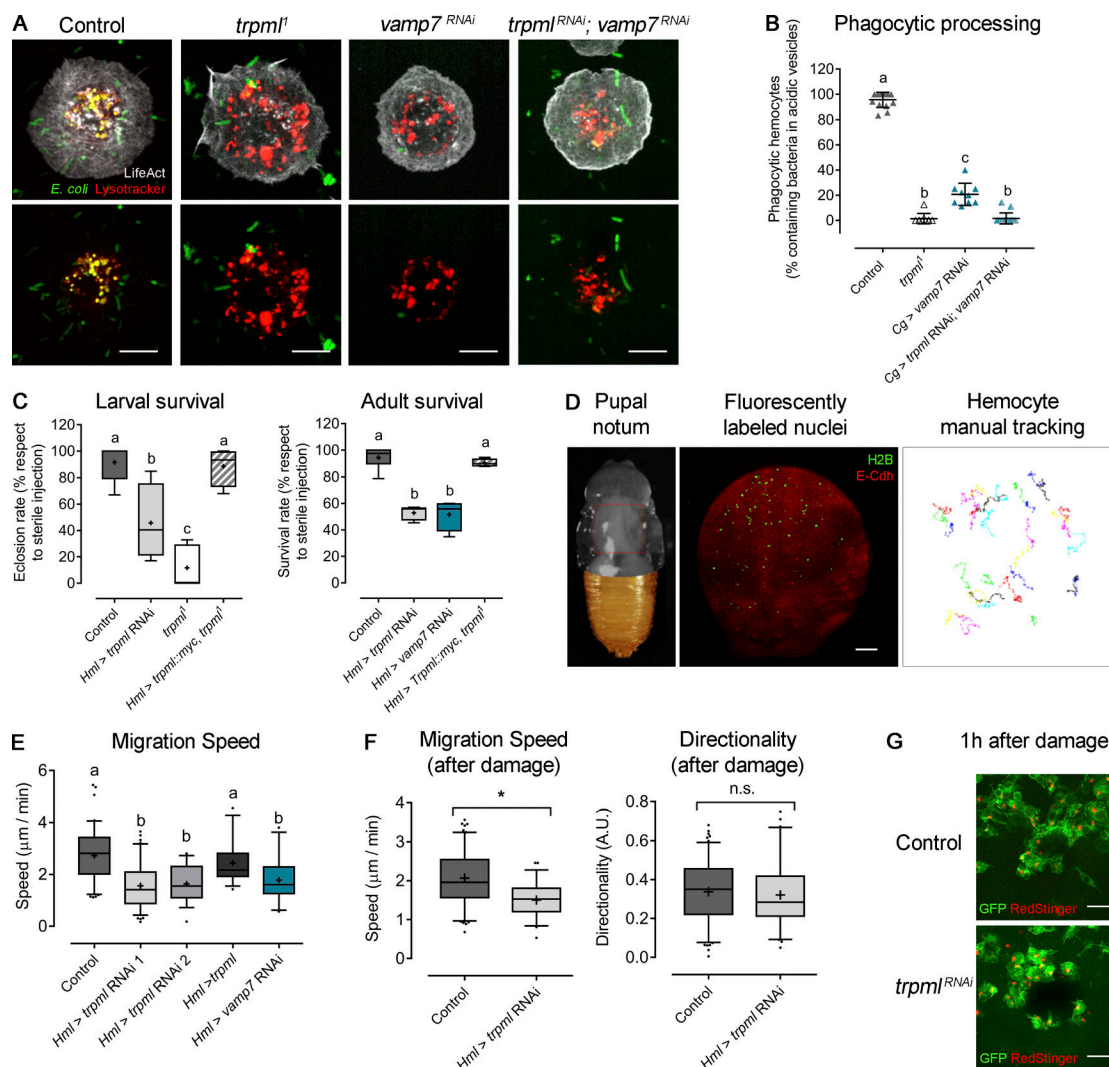 A
Control
trpml¹
vamp7 RNAi
trpml RNAi; vamp7 RNAi
LifeAct
E. coli Lysotracker
B
Phagocytic processing
Phagocytic hemocytes
(% containing bacteria in acidic vesicles)
120
100
80
60
40
20
0
a
b
c
b
Control
trpml¹
Cg > vamp7 RNAi
Cg > trpml RNAi; vamp7 RNAi
C
Larval survival
Eclosion rate (% respect
to sterile injection)
120
100
80
60
40
20
0
a
b
c
a
Control
Hml > trpml RNAi
trpml¹
Hml > trpml::myc, trpml¹
Adult survival
Survival rate (% respect
to sterile injection)
120
100
80
60
40
20
0
a
b
b
a
Control
Hml > trpml RNAi
Hml > vamp7 RNAi
Hml > Trpml::myc, trpml¹
D
Pupal
notum
Fluorescently
labeled nuclei
H2B
E-Cdh
Hemocyte
manual tracking
E
Migration Speed
Speed (μm / min)
6
4
2
0
a
b
b
a
b
Control
Hml > trpml RNAi 1
Hml > trpml RNAi 2
Hml >trpml
Hml > vamp7 RNAi
F
Migration Speed
(after damage)
Speed (μm / min)
4
3
2
1
0
*
Control
Hml > trpml RNAi
Directionality
(after damage)
Directionality (A.U.)
0.8
0.6
0.4
0.2
0.0
n.s.
Control
Hml > trpml RNAi
G
1h after damage
Control
GFP RedStinger
trpml RNAi
GFP RedStinger